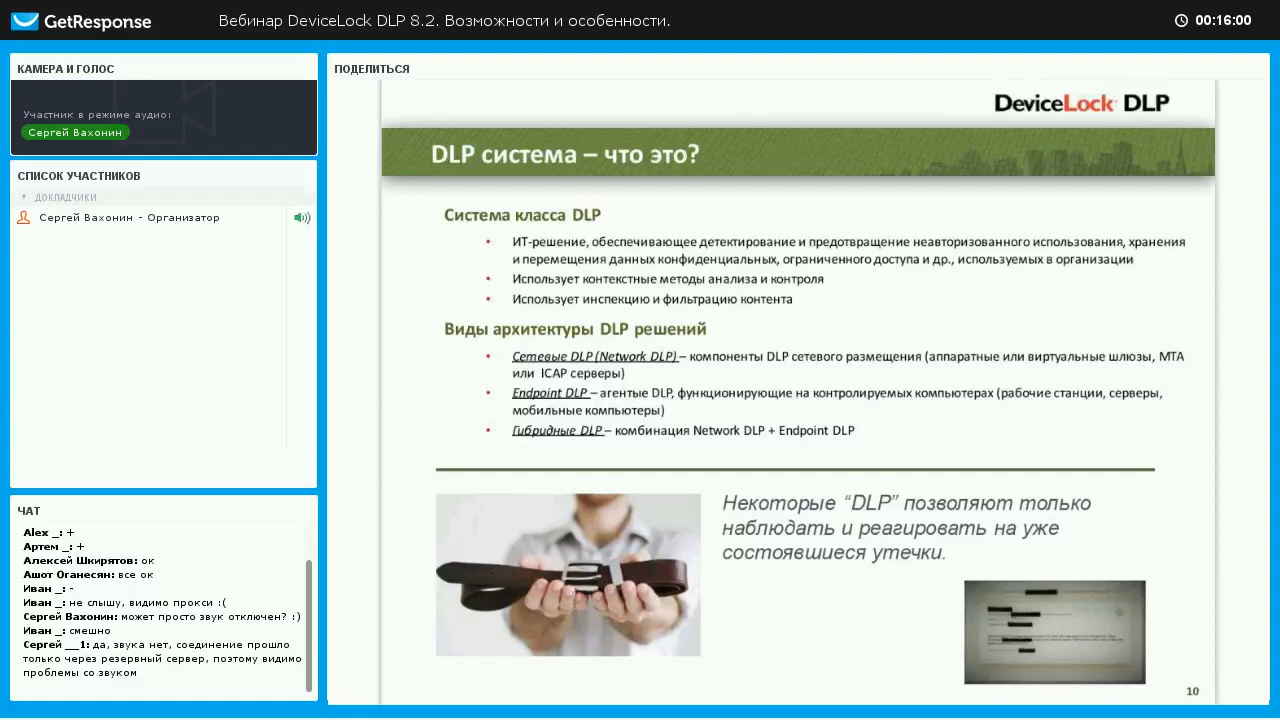 GetResponse
Вебинар DeviceLock DLP 8.2. Возможности и особенности.
00:16:00
КАМЕРА И ГОЛОС
Участник в режиме аудио:
Сергей Вахонин
СПИСОК УЧАСТНИКОВ
ДОКЛАДЧИКИ
Сергей Вахонин - Организатор
ЧАТ
Alex _: +
Артем _: +
Алексей Шкирятов: ок
Ашот Оганесян: все ок
Иван _: -
Иван _: не слышу, видимо прокси :(
Сергей Вахонин: может просто звук отключен? :)
Иван _: смешно
Сергей ___1: да, звука нет, соединение прошло
только через резервный сервер, поэтому видимо
проблемы со звуком
ПОДЕЛИТЬСЯ
DeviceLock DLP
DLP система – что это?
Система класса DLP
• ИТ-решение, обеспечивающее детектирование и предотвращение неавторизованного использования, хранения
и перемещения данных конфиденциальных, ограниченного доступа и др., используемых в организации
• Использует контекстные методы анализа и контроля
• Использует инспекцию и фильтрацию контента
Виды архитектуры DLP решений
• Сетевые DLP (Network DLP) – компоненты DLP сетевого размещения (аппаратные или виртуальные шлюзы, MTA
или ICAP серверы)
• Endpoint DLP – агентые DLP, функционирующие на контролируемых компьютерах (рабочие станции, серверы,
мобильные компьютеры)
• Гибридные DLP – комбинация Network DLP + Endpoint DLP
Некоторые “DLP” позволяют только
наблюдать и реагировать на уже
состоявшиеся утечки.
10